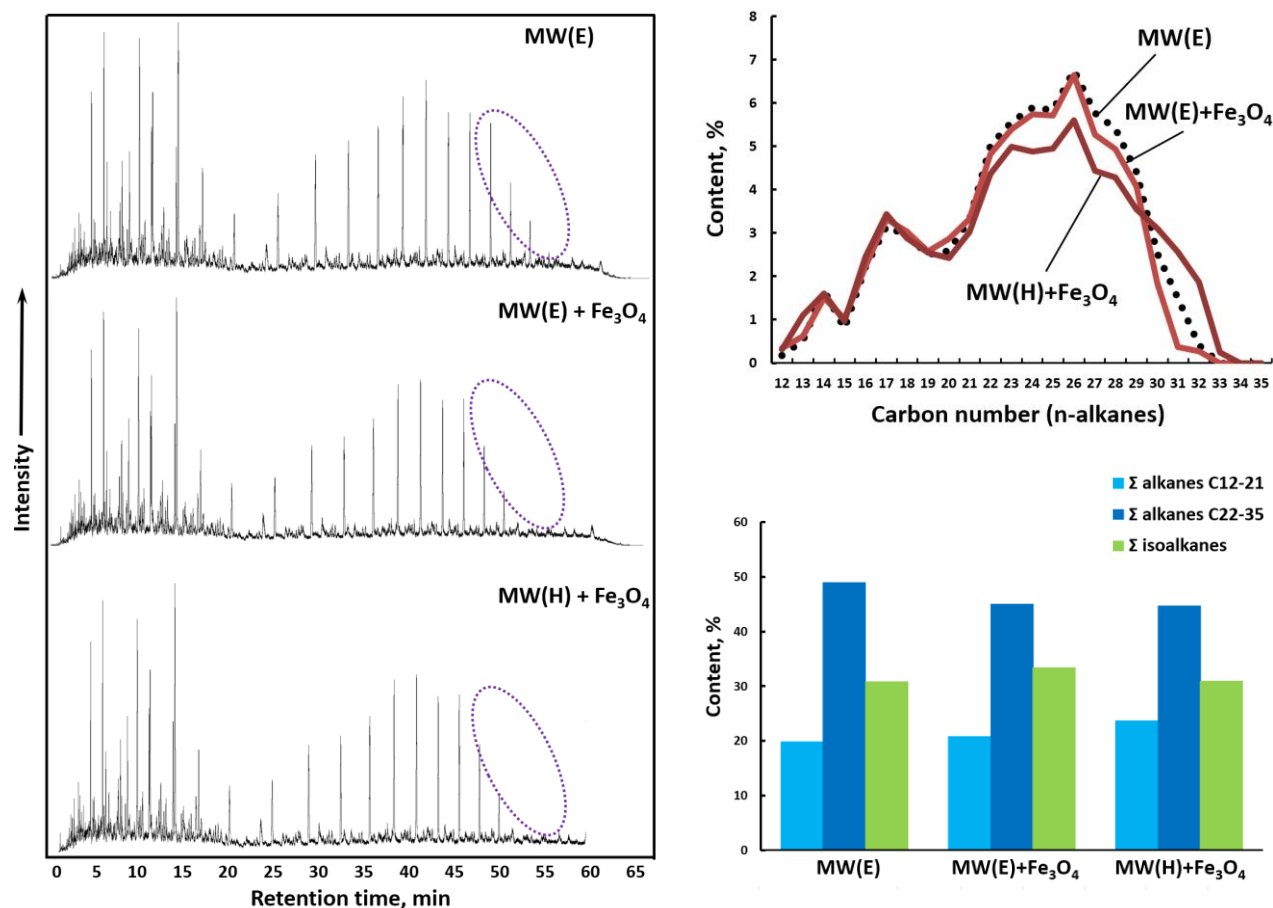 MW(E)
MW(E) + Fe₃O₄
MW(H) + Fe₃O₄
Intensity
0 5 10 15 20 25 30 35 40 45 50 55 60 65
Retention time, min
8
7
6
5
4
3
2
1
0
Content, %
MW(E)
MW(E)+Fe₃O₄
MW(H)+Fe₃O₄
12 13 14 15 16 17 18 19 20 21 22 23 24 25 26 27 28 29 30 31 32 33 34 35
Carbon number (n-alkanes)
Σ alkanes C12-21
Σ alkanes C22-35
Σ isoalkanes
60
50
40
30
20
10
0
Content, %
MW(E) MW(E)+Fe₃O₄ MW(H)+Fe₃O₄